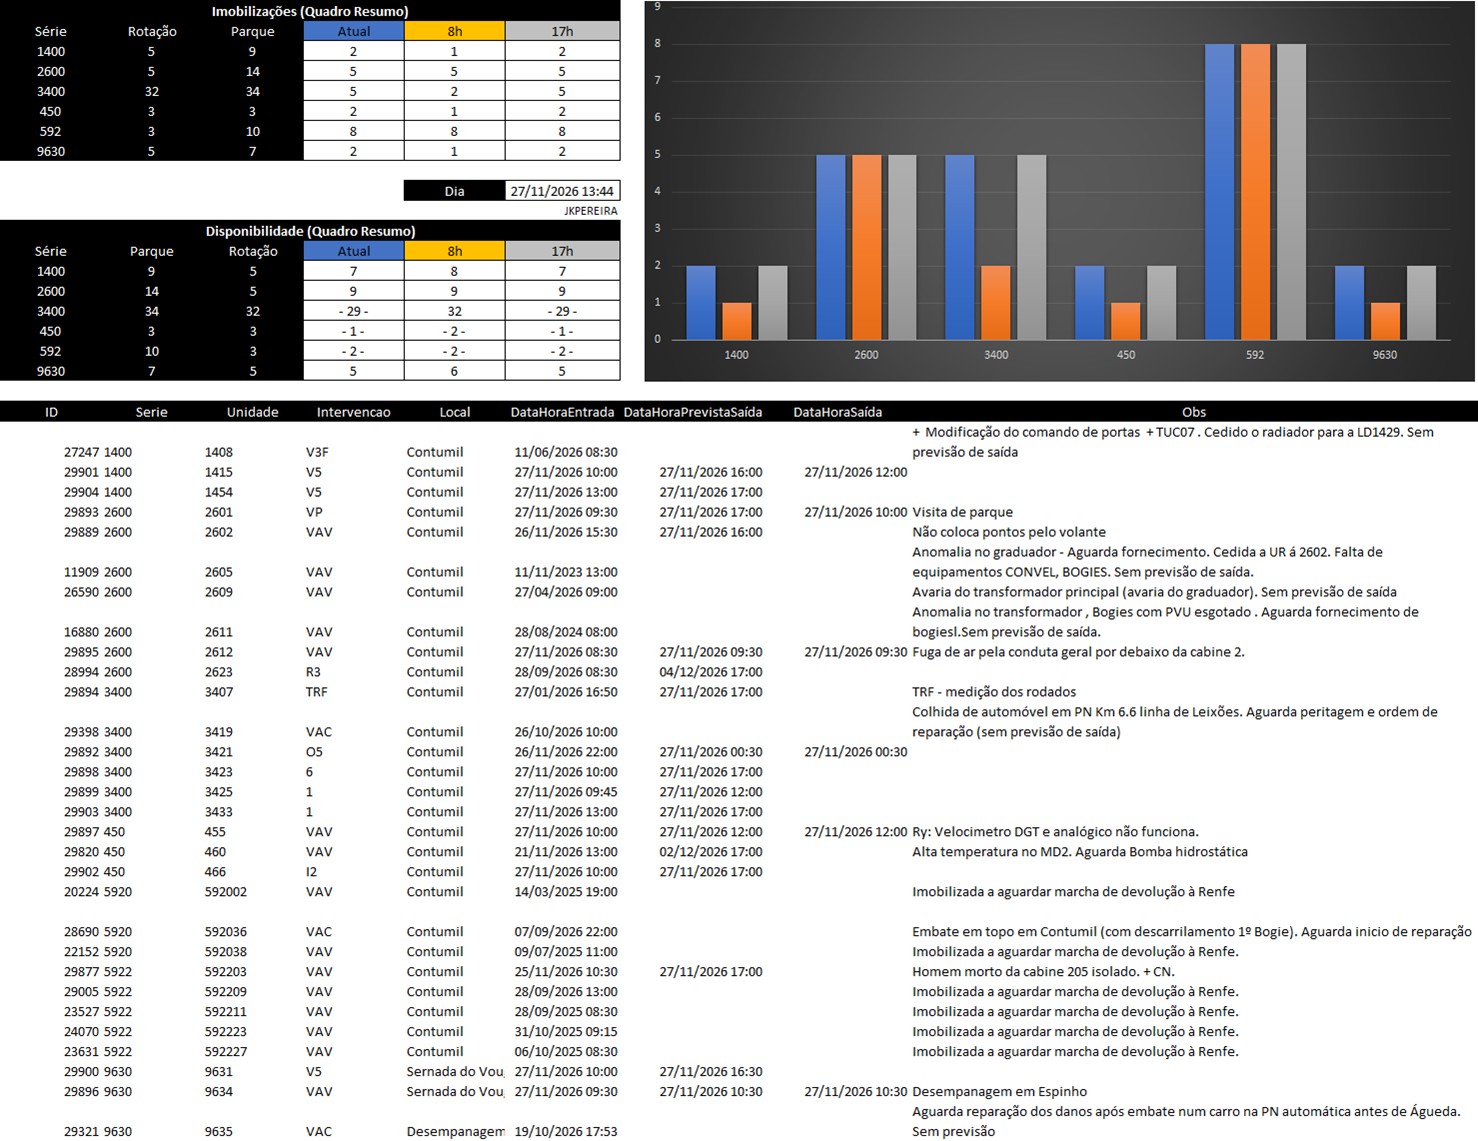 Imobilizações (Quadro Resumo)
Série Rotação Parque Atual 8h 17h
1400 5 9 2 1 2
2600 5 14 5 5 5
3400 32 34 5 2 5
450 3 3 2 1 2
592 3 10 8 8 8
9630 5 7 2 1 2
Dia 27/11/2026 13:44
JKPEREIRA
Disponibilidade (Quadro Resumo)
Série Parque Rotação Atual 8h 17h
1400 9 5 7 8 7
2600 14 5 9 9 9
3400 34 32 - 29 - 32 - 29 -
450 3 3 - 1 - - 2 - - 1 -
592 10 3 - 2 - - 2 - - 2 -
9630 7 5 5 6 5
9
8
7
6
5
4
3
2
1
0
1400 2600 3400 450 592 9630
ID Serie Unidade Intervencao Local DataHoraEntrada DataHoraPrevistaSaída DataHoraSaída Obs
+ Modificação do comando de portas + TUC07 . Cedido o radiador para a LD1429. Sem
27247 1400 1408 V3F Contumil 11/06/2026 08:30 previsão de saída
29901 1400 1415 V5 Contumil 27/11/2026 10:00 27/11/2026 16:00 27/11/2026 12:00
29904 1400 1454 V5 Contumil 27/11/2026 13:00 27/11/2026 17:00
29893 2600 2601 VP Contumil 27/11/2026 09:30 27/11/2026 17:00 27/11/2026 10:00 Visita de parque
29889 2600 2602 VAV Contumil 26/11/2026 15:30 27/11/2026 16:00 Não coloca pontos pelo volante
Anomalia no graduador - Aguarda fornecimento. Cedida a UR á 2602. Falta de
11909 2600 2605 VAV Contumil 11/11/2023 13:00 equipamentos CONVEL, BOGIES. Sem previsão de saída.
26590 2600 2609 VAV Contumil 27/04/2026 09:00 Avaria do transformador principal (avaria do graduador). Sem previsão de saída
Anomalia no transformador , Bogies com PVU esgotado . Aguarda fornecimento de
16880 2600 2611 VAV Contumil 28/08/2024 08:00 bogiesl.Sem previsão de saída.
29895 2600 2612 VAV Contumil 27/11/2026 08:30 27/11/2026 09:30 27/11/2026 09:30 Fuga de ar pela conduta geral por debaixo da cabine 2.
28994 2600 2623 R3 Contumil 28/09/2026 08:30 04/12/2026 17:00
29894 3400 3407 TRF Contumil 27/01/2026 16:50 27/11/2026 17:00 TRF - medição dos rodados
Colhida de automóvel em PN Km 6.6 linha de Leixões. Aguarda peritagem e ordem de
29398 3400 3419 VAC Contumil 26/10/2026 10:00 reparação (sem previsão de saída)
29892 3400 3421 O5 Contumil 26/11/2026 22:00 27/11/2026 00:30 27/11/2026 00:30
29898 3400 3423 6 Contumil 27/11/2026 10:00 27/11/2026 17:00
29899 3400 3425 1 Contumil 27/11/2026 09:45 27/11/2026 12:00
29903 3400 3433 1 Contumil 27/11/2026 13:00 27/11/2026 17:00
29897 450 455 VAV Contumil 27/11/2026 10:00 27/11/2026 12:00 27/11/2026 12:00 Ry: Velocimetro DGT e analógico não funciona.
29820 450 460 VAV Contumil 21/11/2026 13:00 02/12/2026 17:00 Alta temperatura no MD2. Aguarda Bomba hidrostática
29902 450 466 I2 Contumil 27/11/2026 10:00 27/11/2026 17:00
20224 5920 592002 VAV Contumil 14/03/2025 19:00 Imobilizada a aguardar marcha de devolução à Renfe
28690 5920 592036 VAC Contumil 07/09/2026 22:00 Embate em topo em Contumil (com descarrilamento 1º Bogie). Aguarda inicio de reparação
22152 5920 592038 VAV Contumil 09/07/2025 11:00 Imobilizada a aguardar marcha de devolução à Renfe.
29877 5922 592203 VAV Contumil 25/11/2026 10:30 27/11/2026 17:00 Homem morto da cabine 205 isolado. + CN.
29005 5922 592209 VAV Contumil 28/09/2026 13:00 Imobilizada a aguardar marcha de devolução à Renfe.
23527 5922 592211 VAV Contumil 28/09/2025 08:30 Imobilizada a aguardar marcha de devolução à Renfe.
24070 5922 592223 VAV Contumil 31/10/2025 09:15 Imobilizada a aguardar marcha de devolução à Renfe.
23631 5922 592227 VAV Contumil 06/10/2025 08:30 Imobilizada a aguardar marcha de devolução à Renfe.
29900 9630 9631 V5 Sernada do Vou 27/11/2026 10:00 27/11/2026 16:30
29896 9630 9634 VAV Sernada do Vou 27/11/2026 09:30 27/11/2026 10:30 27/11/2026 10:30 Desempanagem em Espinho
Aguarda reparação dos danos após embate num carro na PN automática antes de Águeda.
29321 9630 9635 VAC Desempanagem 19/10/2026 17:53 Sem previsão